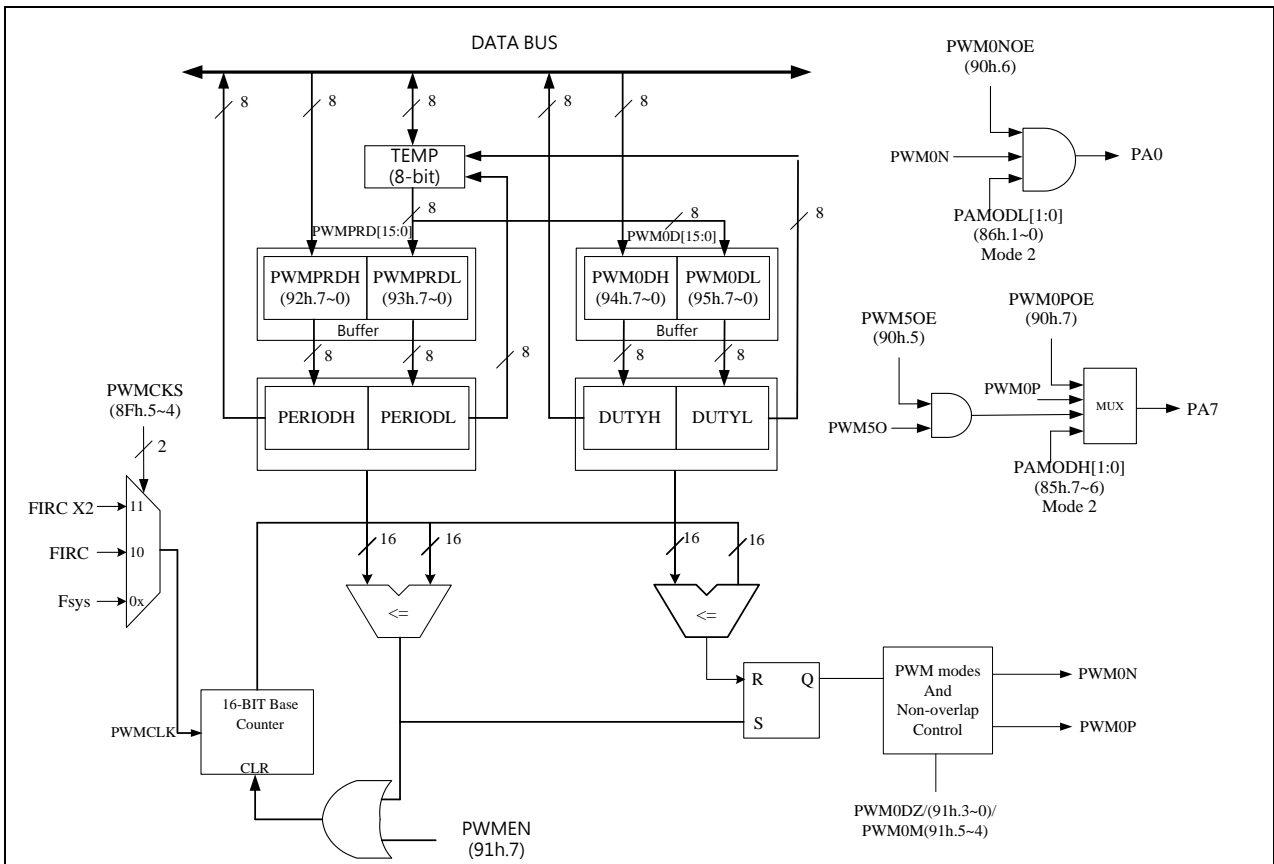 DATA BUS
8
8
8
8
8
TEMP
(8-bit)
8
8
8
PWMPRD[15:0]
PWM0D[15:0]
PWMPRDH
(92h.7~0)
PWMPRDL
(93h.7~0)
Buffer
PWM0DH
(94h.7~0)
PWM0DL
(95h.7~0)
Buffer
8
8
8
8
8
PERIODH
PERIODL
DUTYH
DUTYL
PWMCKS
(8Fh.5~4)
2
FIRC X2
11
FIRC
10
Fsys
0x
16
16
16
16
<=
<=
PWMCLK
16-BIT Base
Counter
CLR
PWMEN
(91h.7)
R
Q
S
PWM modes
And
Non-overlap
Control
PWM0N
PWM0P
PWM0DZ/(91h.3~0)/
PWM0M(91h.5~4)
PWM0NOE
(90h.6)
PWM0N
PA0
PAMODL[1:0]
(86h.1~0)
Mode 2
PWM5OE
(90h.5)
PWM0POE
(90h.7)
PWM0P
PWM5O
MUX
PA7
PAMODH[1:0]
(85h.7~6)
Mode 2